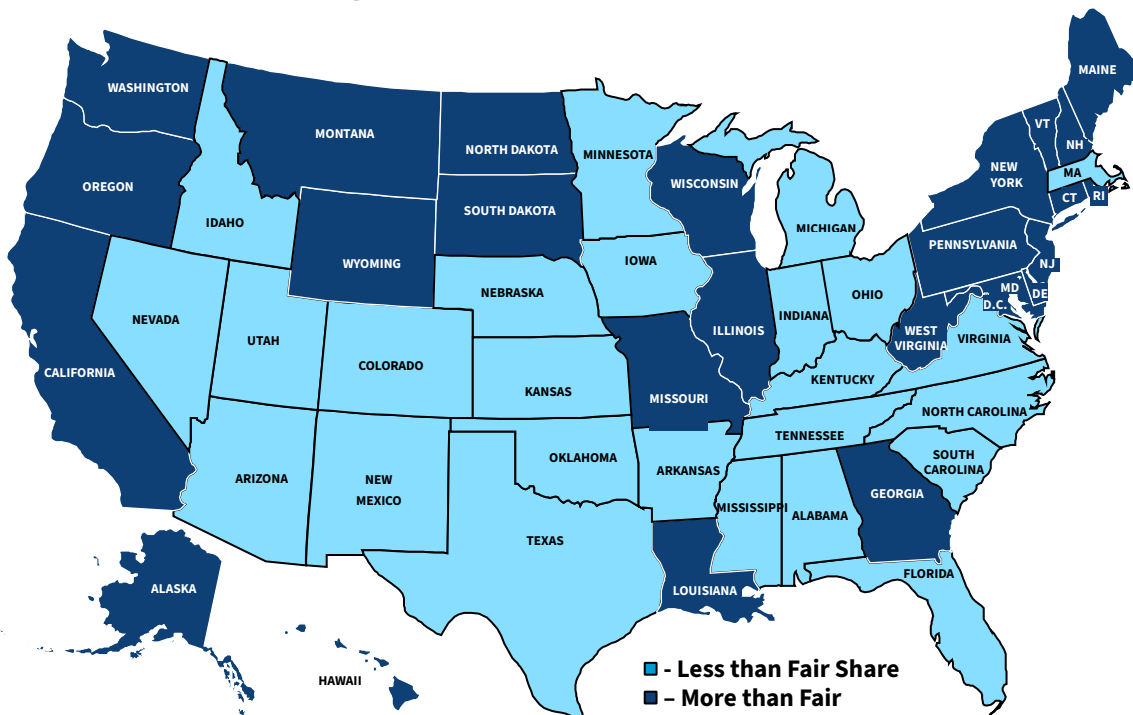 MAINE
WASHINGTON
VT
MONTANA
NORTH DAKOTA
MINNESOTA
NH
NEW
YORK
MA
OREGON
WISCONSIN
CT
RI
IDAHO
SOUTH DAKOTA
MICHIGAN
PENNSYLVANIA
WYOMING
IOWA
NJ
NEBRASKA
OHIO
MD
DE
D.C.
NEVADA
INDIANA
ILLINOIS
WEST
VIRGINIA
VIRGINIA
UTAH
COLORADO
CALIFORNIA
KANSAS
KENTUCKY
MISSOURI
NORTH CAROLINA
TENNESSEE
OKLAHOMA
SOUTH
CAROLINA
ARIZONA
NEW
MEXICO
ARKANSAS
GEORGIA
MISSISSIPPI
ALABAMA
TEXAS
FLORIDA
ALASKA
LOUISIANA
HAWAII
- Less than Fair Share
– More than Fair